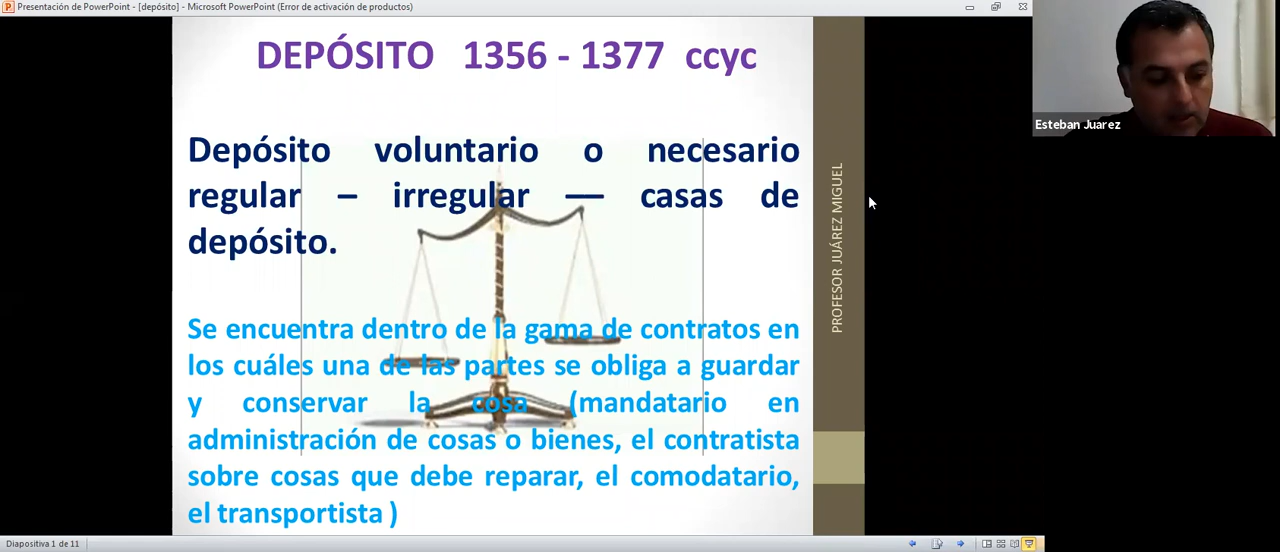 Presentación de PowerPoint - [depósito] - Microsoft PowerPoint (Error de activación de productos)
DEPÓSITO 1356 - 1377 ccyc
Depósito voluntario o necesario
regular – irregular –– casas de
depósito.
Se encuentra dentro de la gama de contratos en
los cuáles una de las partes se obliga a guardar
y conservar la cosa (mandatario en
administración de cosas o bienes, el contratista
sobre cosas que debe reparar, el comodatario,
el transportista )
PROFESOR JUÁREZ MIGUEL
Esteban Juarez
Diapositiva 1 de 11